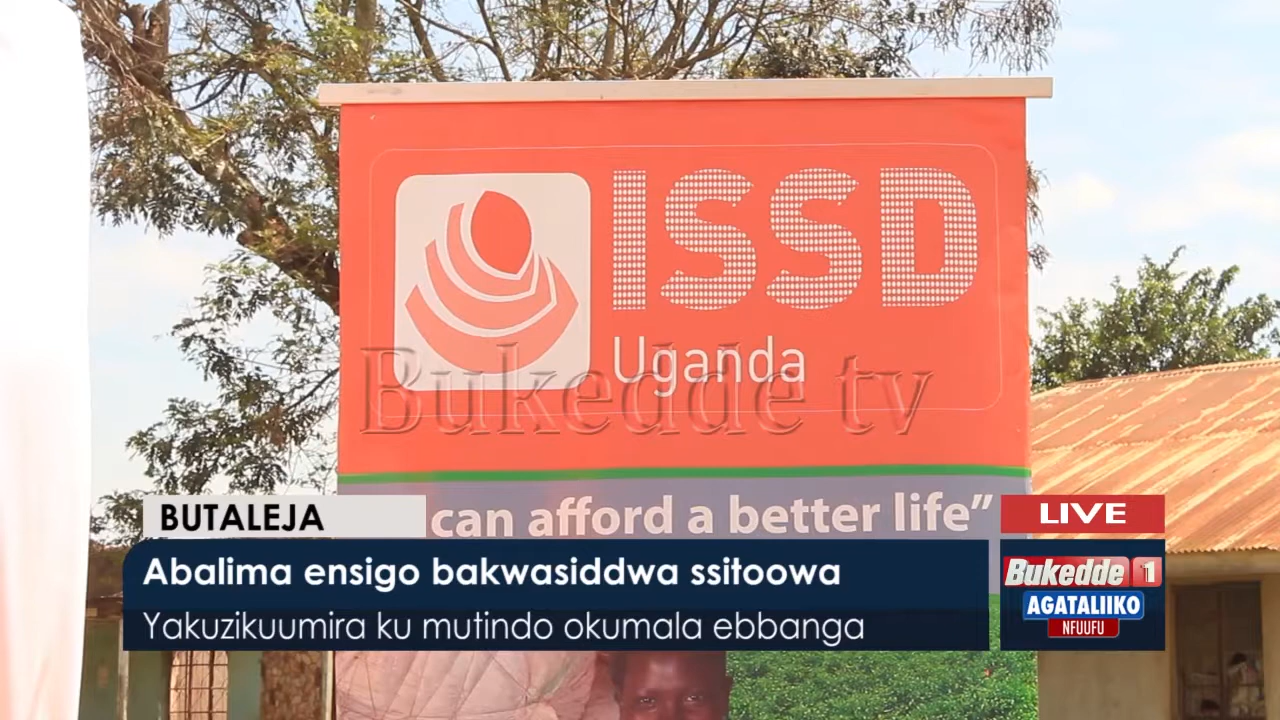 ISSD
Uganda
Bukedde tv
can afford a better life”
BUTALEJA
LIVE
Abalima ensigo bakwasiddwa ssitoowa
Yakuzikuumira ku mutindo okumala ebbanga
Bukedde 1
AGATALIIKO
NFUUFU